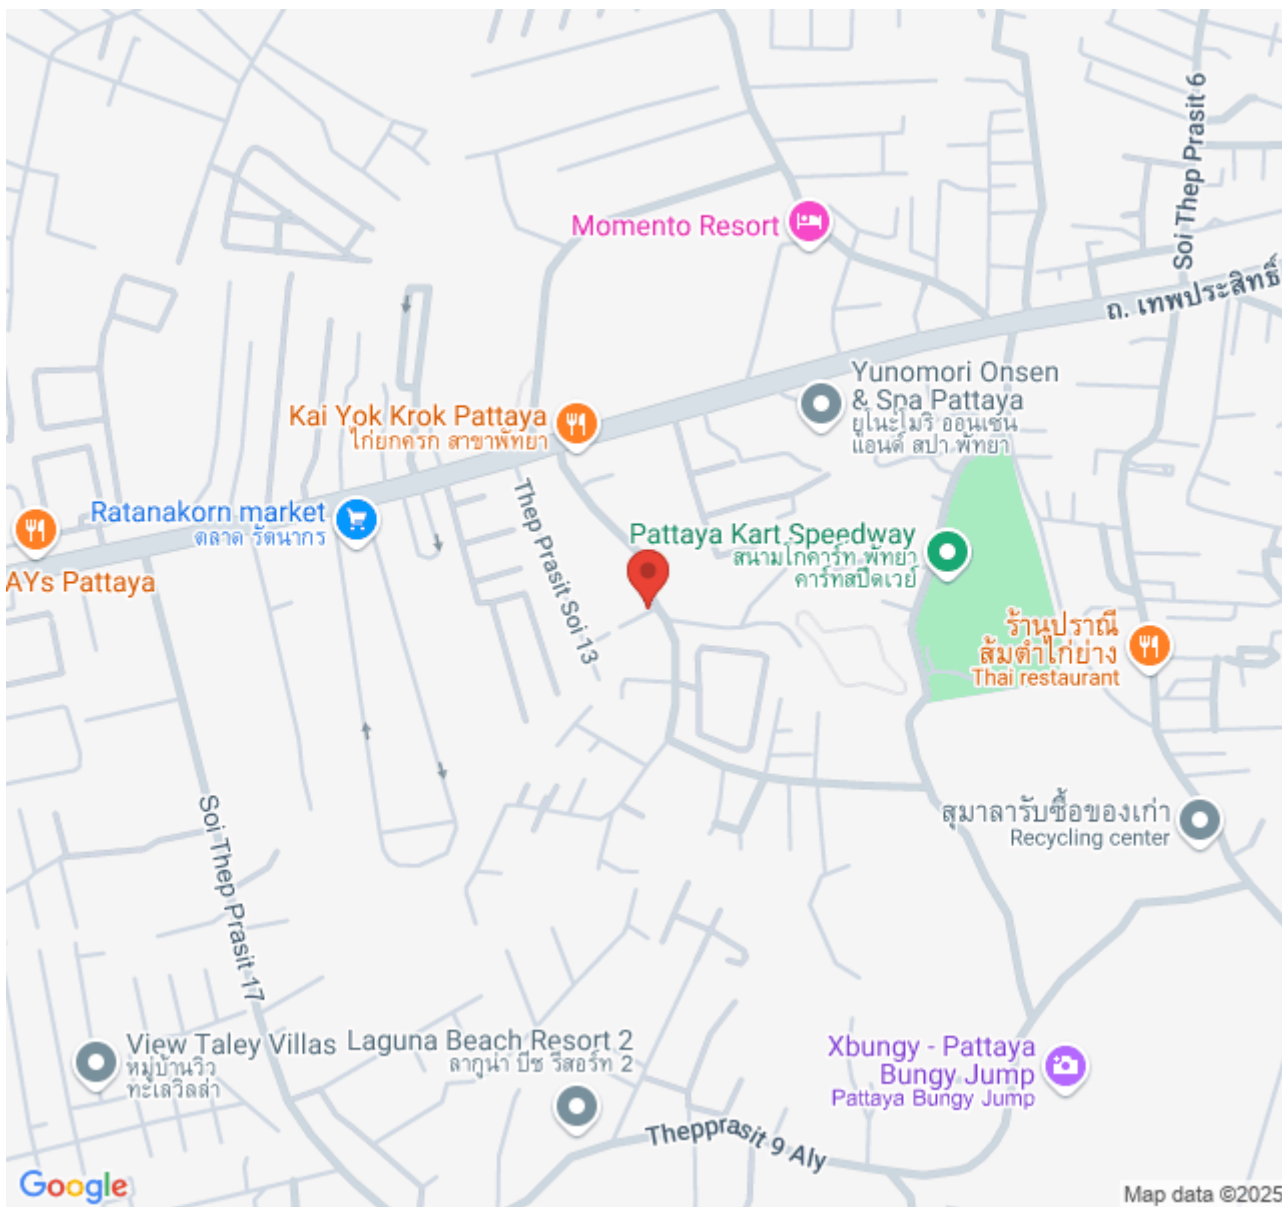 Soi Thep Prasit 6
Momento Resort
ถ. เทพประสิทธิ์
Yunomori Onsen
& Spa Pattaya
ยูโนะโมริ ออนเซน
แอนด์ สปา พัทยา
Kai Yok Krok Pattaya
ไก่ยกครก สาขาพัทยา
Ratanakorn market
ตลาด รัตนากร
Thep Prasit Soi 13
Pattaya Kart Speedway
สนามโกคาร์ท พัทยา
คาร์ทสปีดเวย์
AYs Pattaya
ร้านปราณี
ส้มตำไก่ย่าง
Thai restaurant
Soi Thep Prasit 17
สุมาลารับซื้อของเก่า
Recycling center
View Taley Villas
หมู่บ้านวิว
ทะเลวิลล่า
Laguna Beach Resort 2
ลากูน่า บีช รีสอร์ท 2
Xbungy - Pattaya
Bungy Jump
Pattaya Bungy Jump
Thepprasit 9 Aly
Google
Map data ©2025